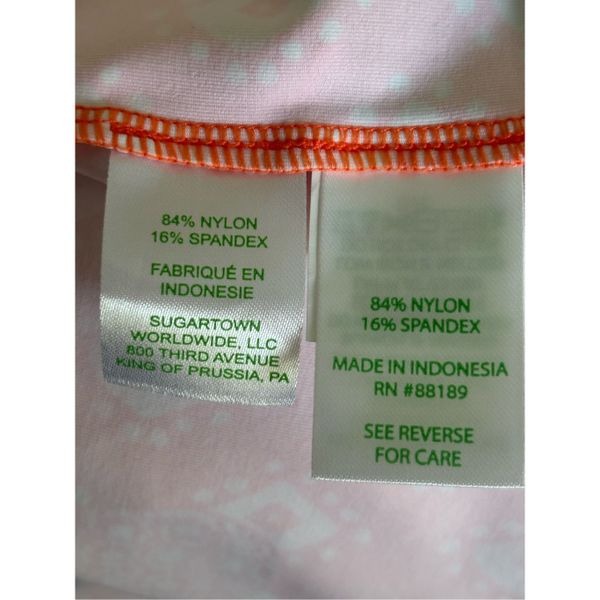 84% NYLON
16% SPANDEX
FABRIQUÉ EN
INDONESIE
SUGARTOWN
WORLDWIDE, LLC
800 THIRD AVENUE
KING OF PRUSSIA, PA
84% NYLON
16% SPANDEX
MADE IN INDONESIA
RN #88189
SEE REVERSE
FOR CARE